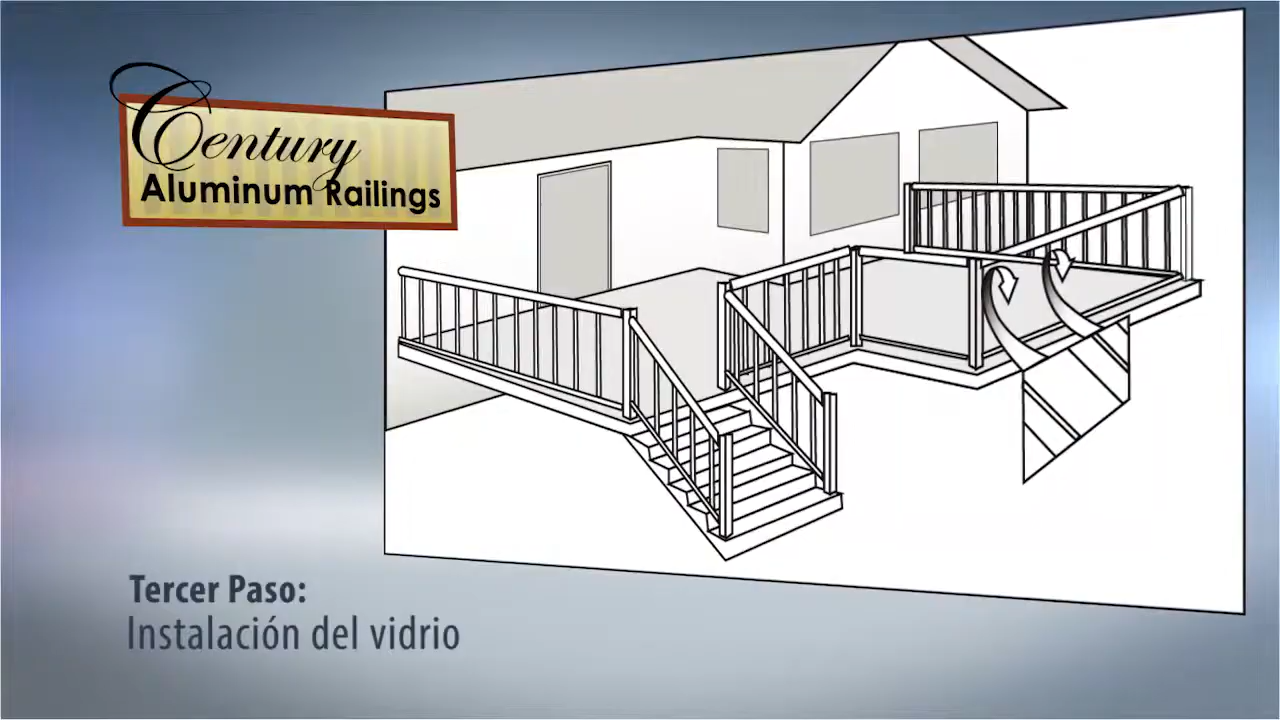 Century
Aluminum Railings
Tercer Paso:
Instalación del vidrio